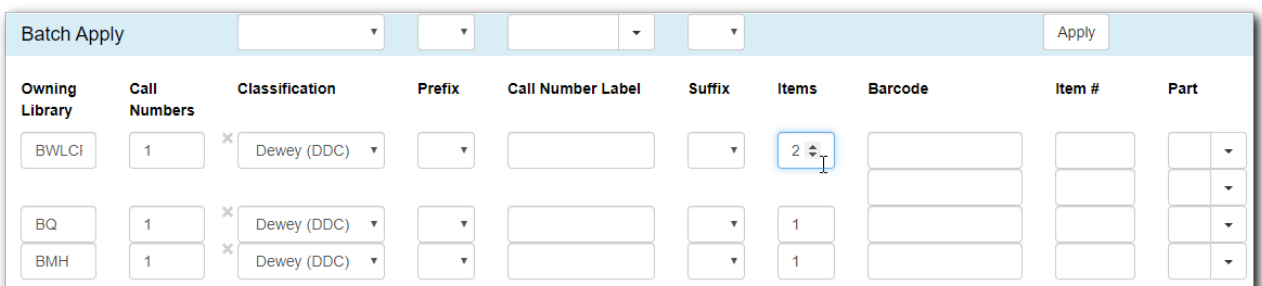 Batch Apply Apply
Owning Library Call Numbers Classification Prefix Call Number Label Suffix Items Barcode Item # Part
1 Dewey (DDC) 2
BQ 1 Dewey (DDC) 1
BMH 1 Dewey (DDC) 1